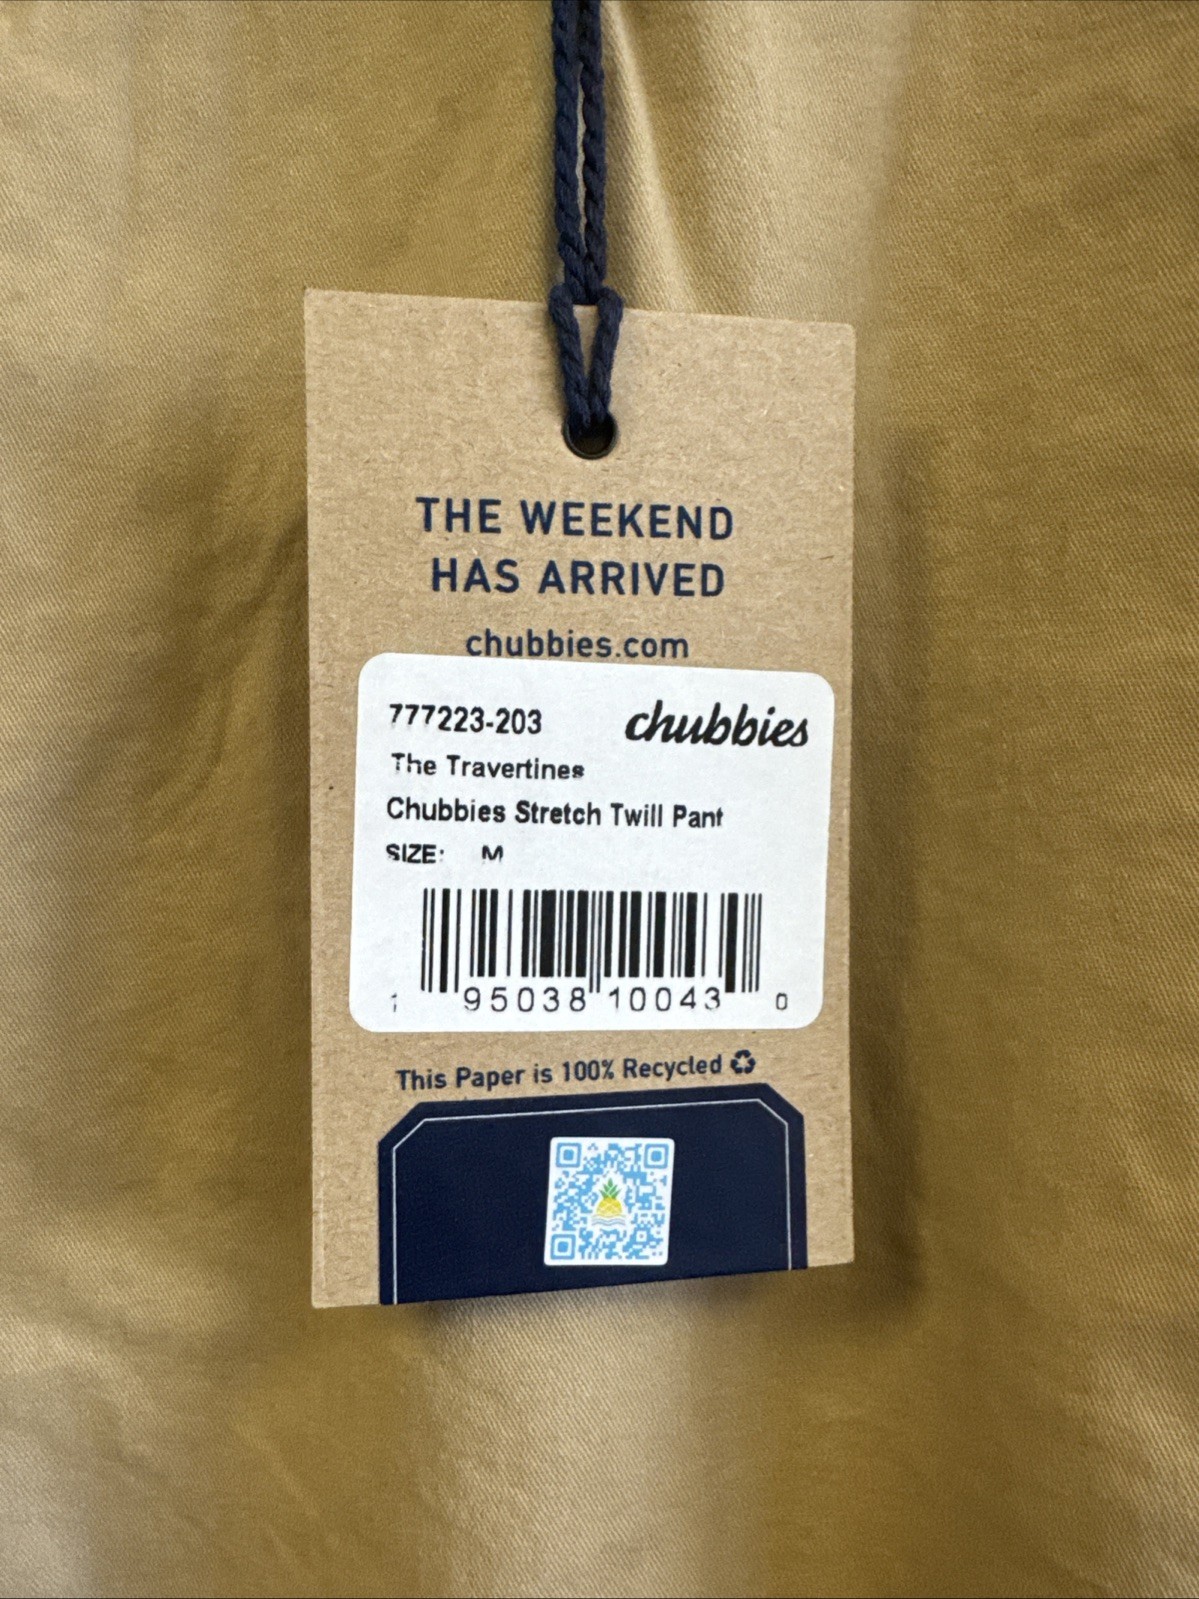 THE WEEKEND
HAS ARRIVED
chubbies.com
777223-203 chubbies
The Travertines
Chubbies Stretch Twill Pant
SIZE: M
1 95038 10043 0
This Paper is 100% Recycled